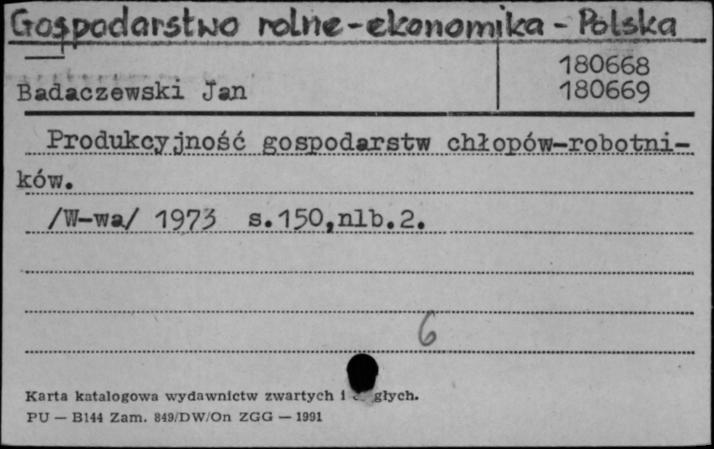 Gospodarstwo rolne - ekonomika - Polska
180668
Badaczewski Jan 180669
Produkcyjność gospodarstw chłopów-robotni-
ków.
/W-wa/ 1973 s.150,nlb.2.
6
Karta katalogowa wydawnictw zwartych i
PU — B144 Zam. 849/DW/On ZGG — 1991